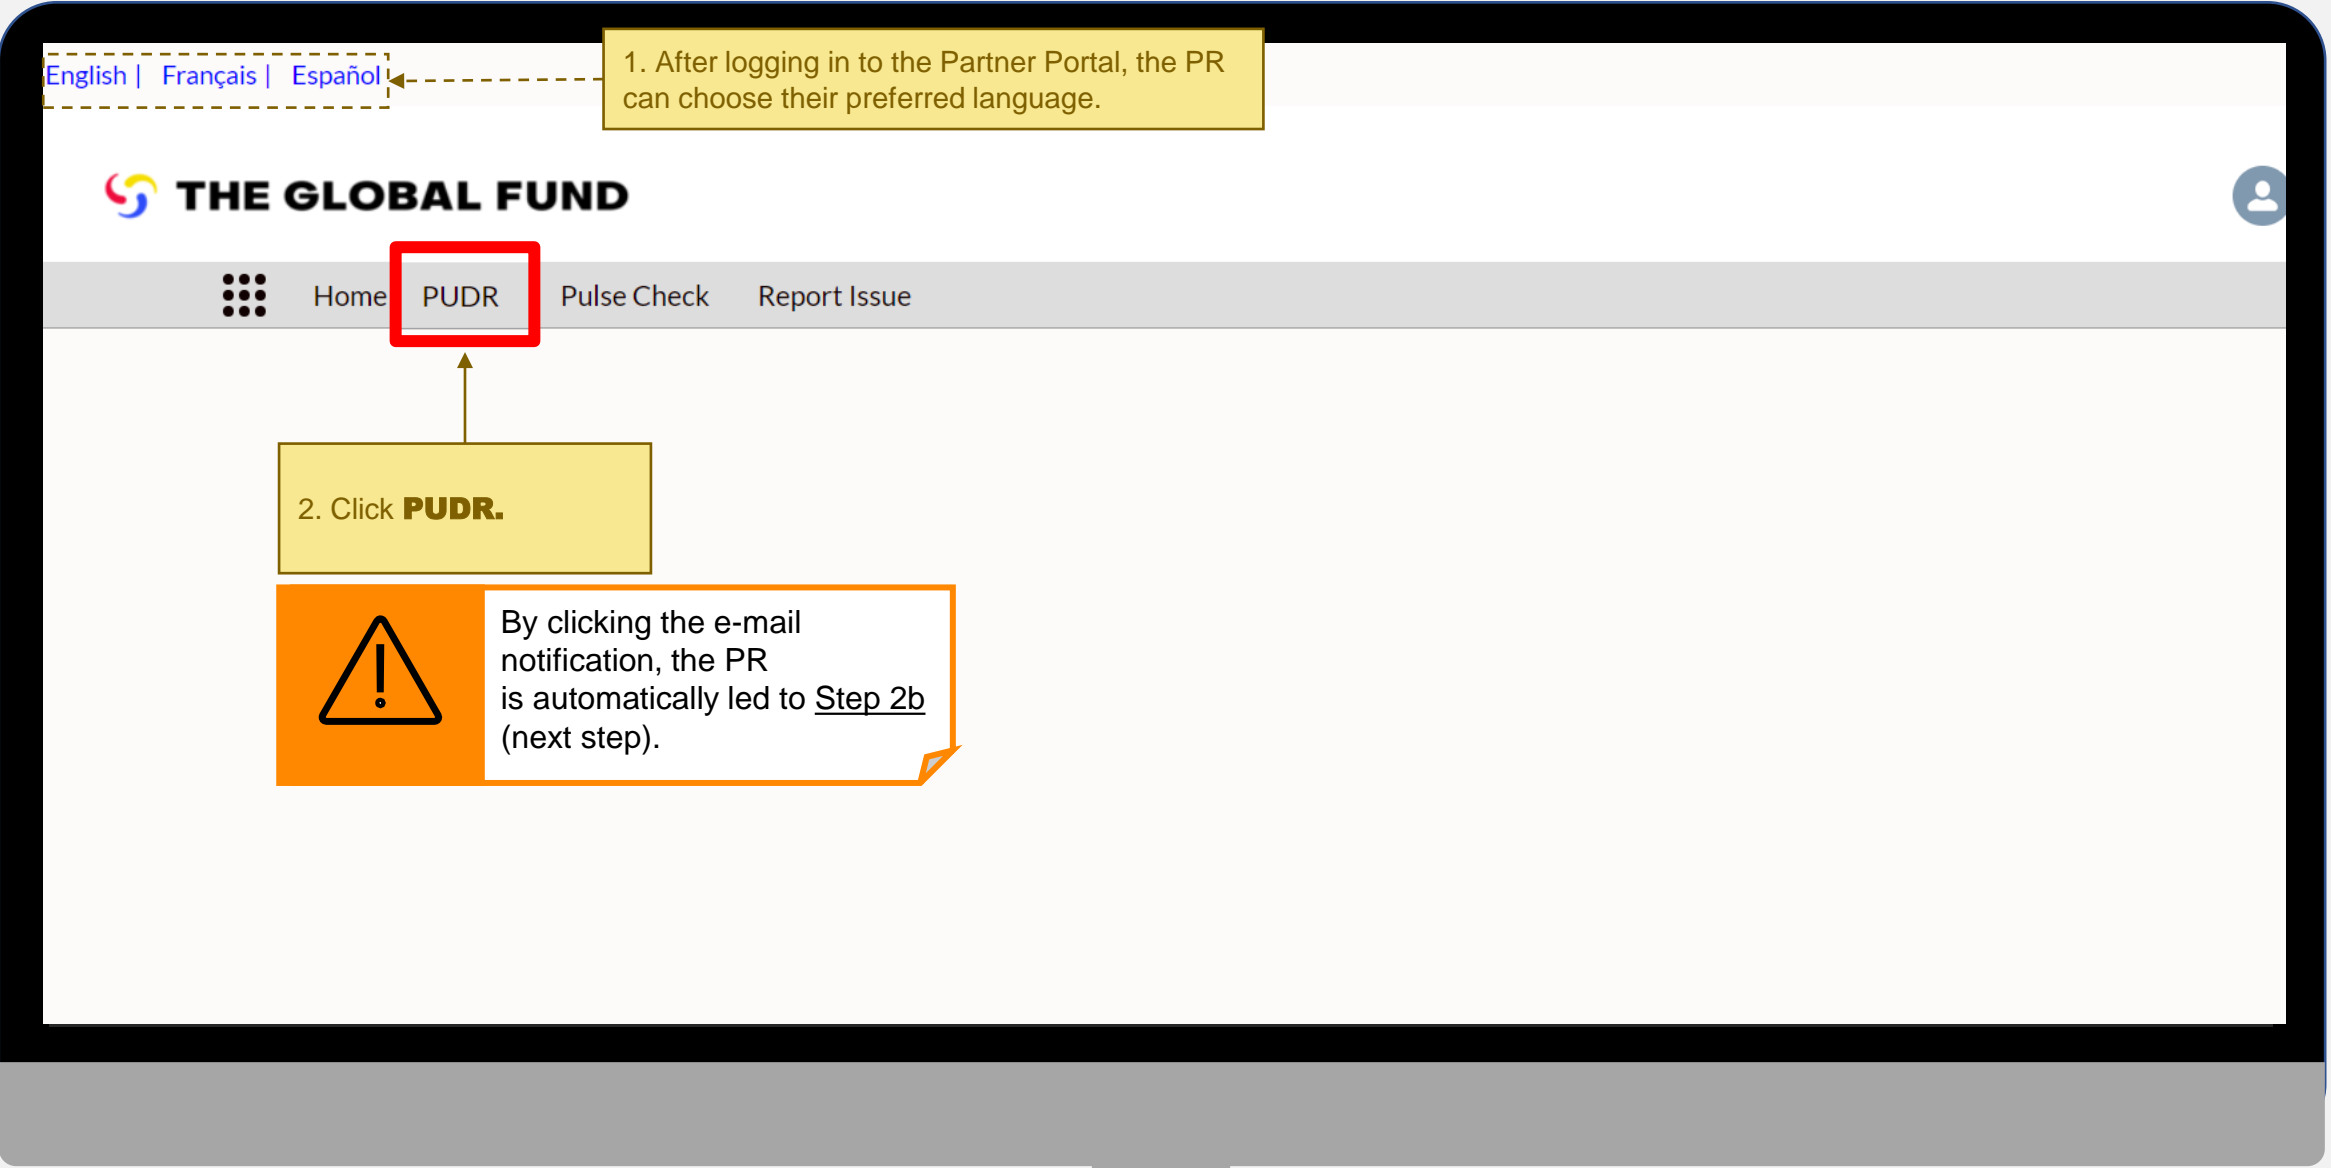 English |   Français |   Español
1. After logging in to the Partner Portal, the PR
can choose their preferred language.
THE GLOBAL FUND
Home   PUDR   Pulse Check   Report Issue
2. Click PUDR.
By clicking the e-mail
notification, the PR
is automatically led to Step 2b
(next step).